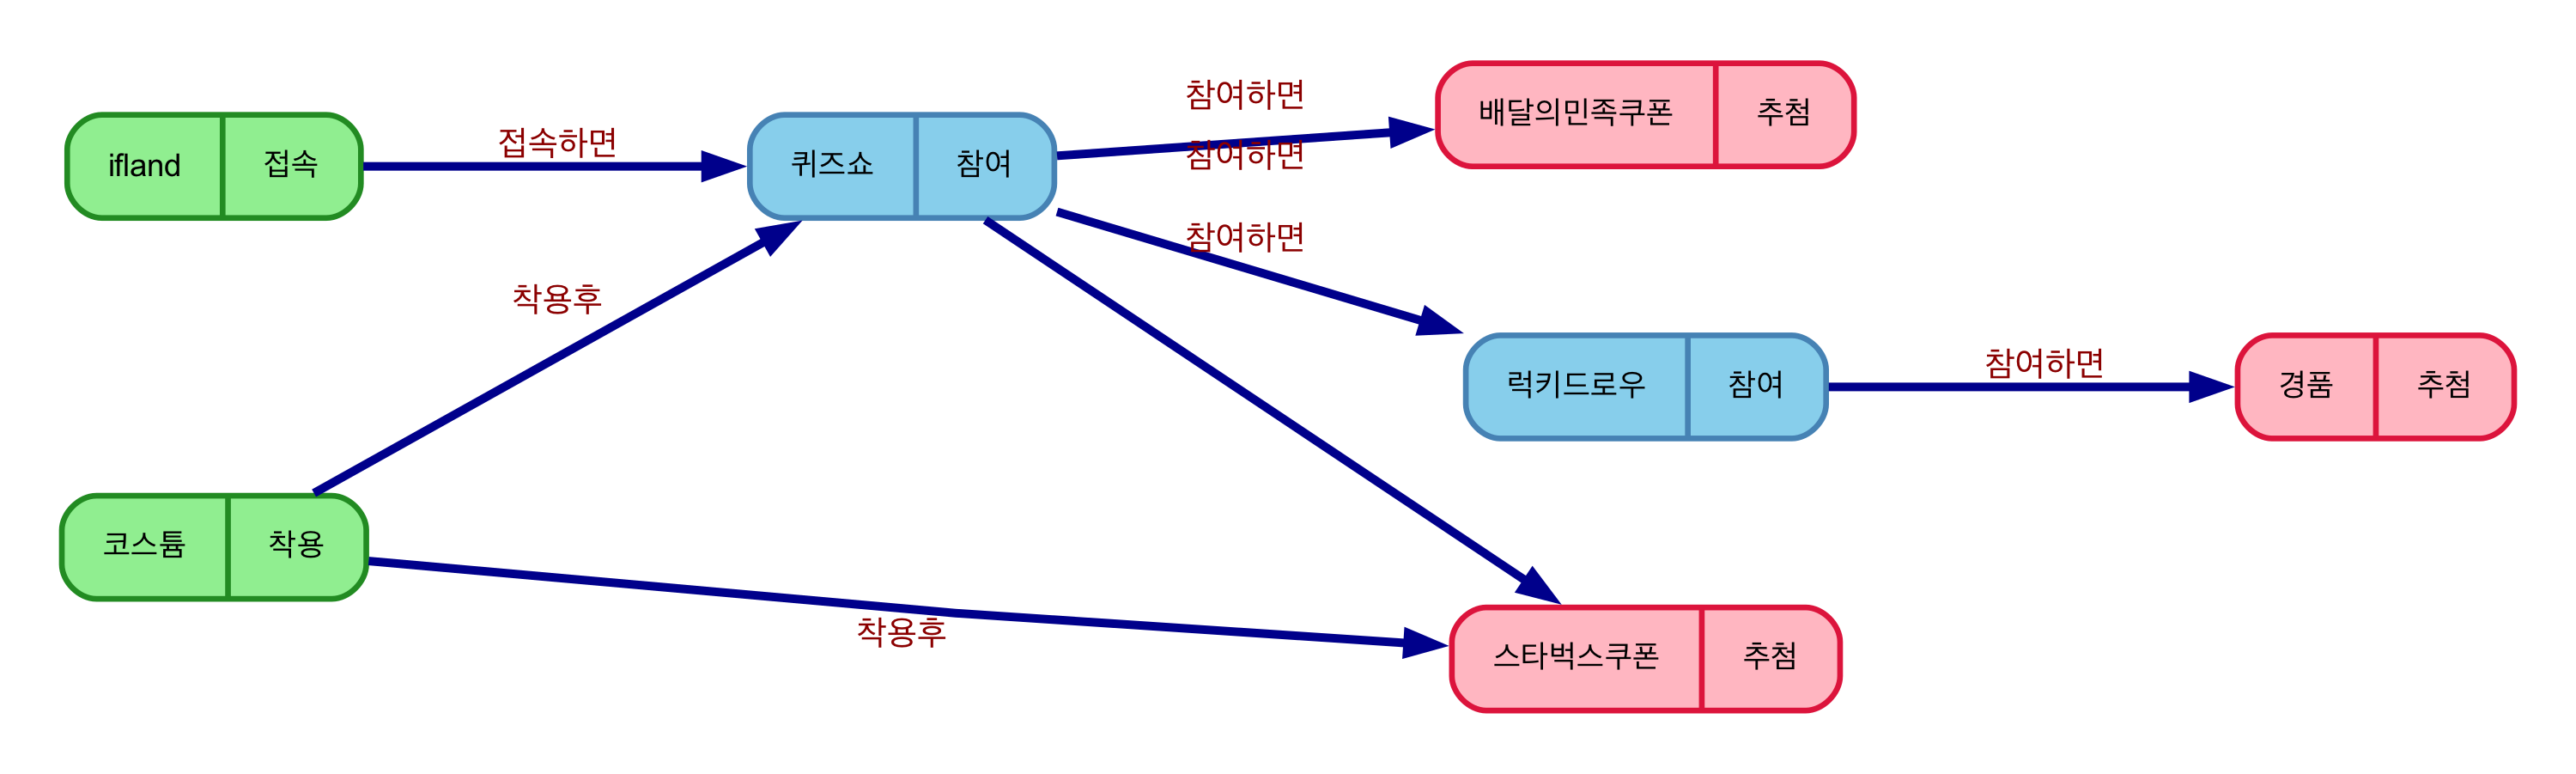 ifland 접속
접속하면
퀴즈쇼 참여
참여하면
참여하면
참여하면
배달의민족쿠폰 추첨
착용후
럭키드로우 참여
참여하면
경품 추첨
코스튬 착용
착용후
스타벅스쿠폰 추첨